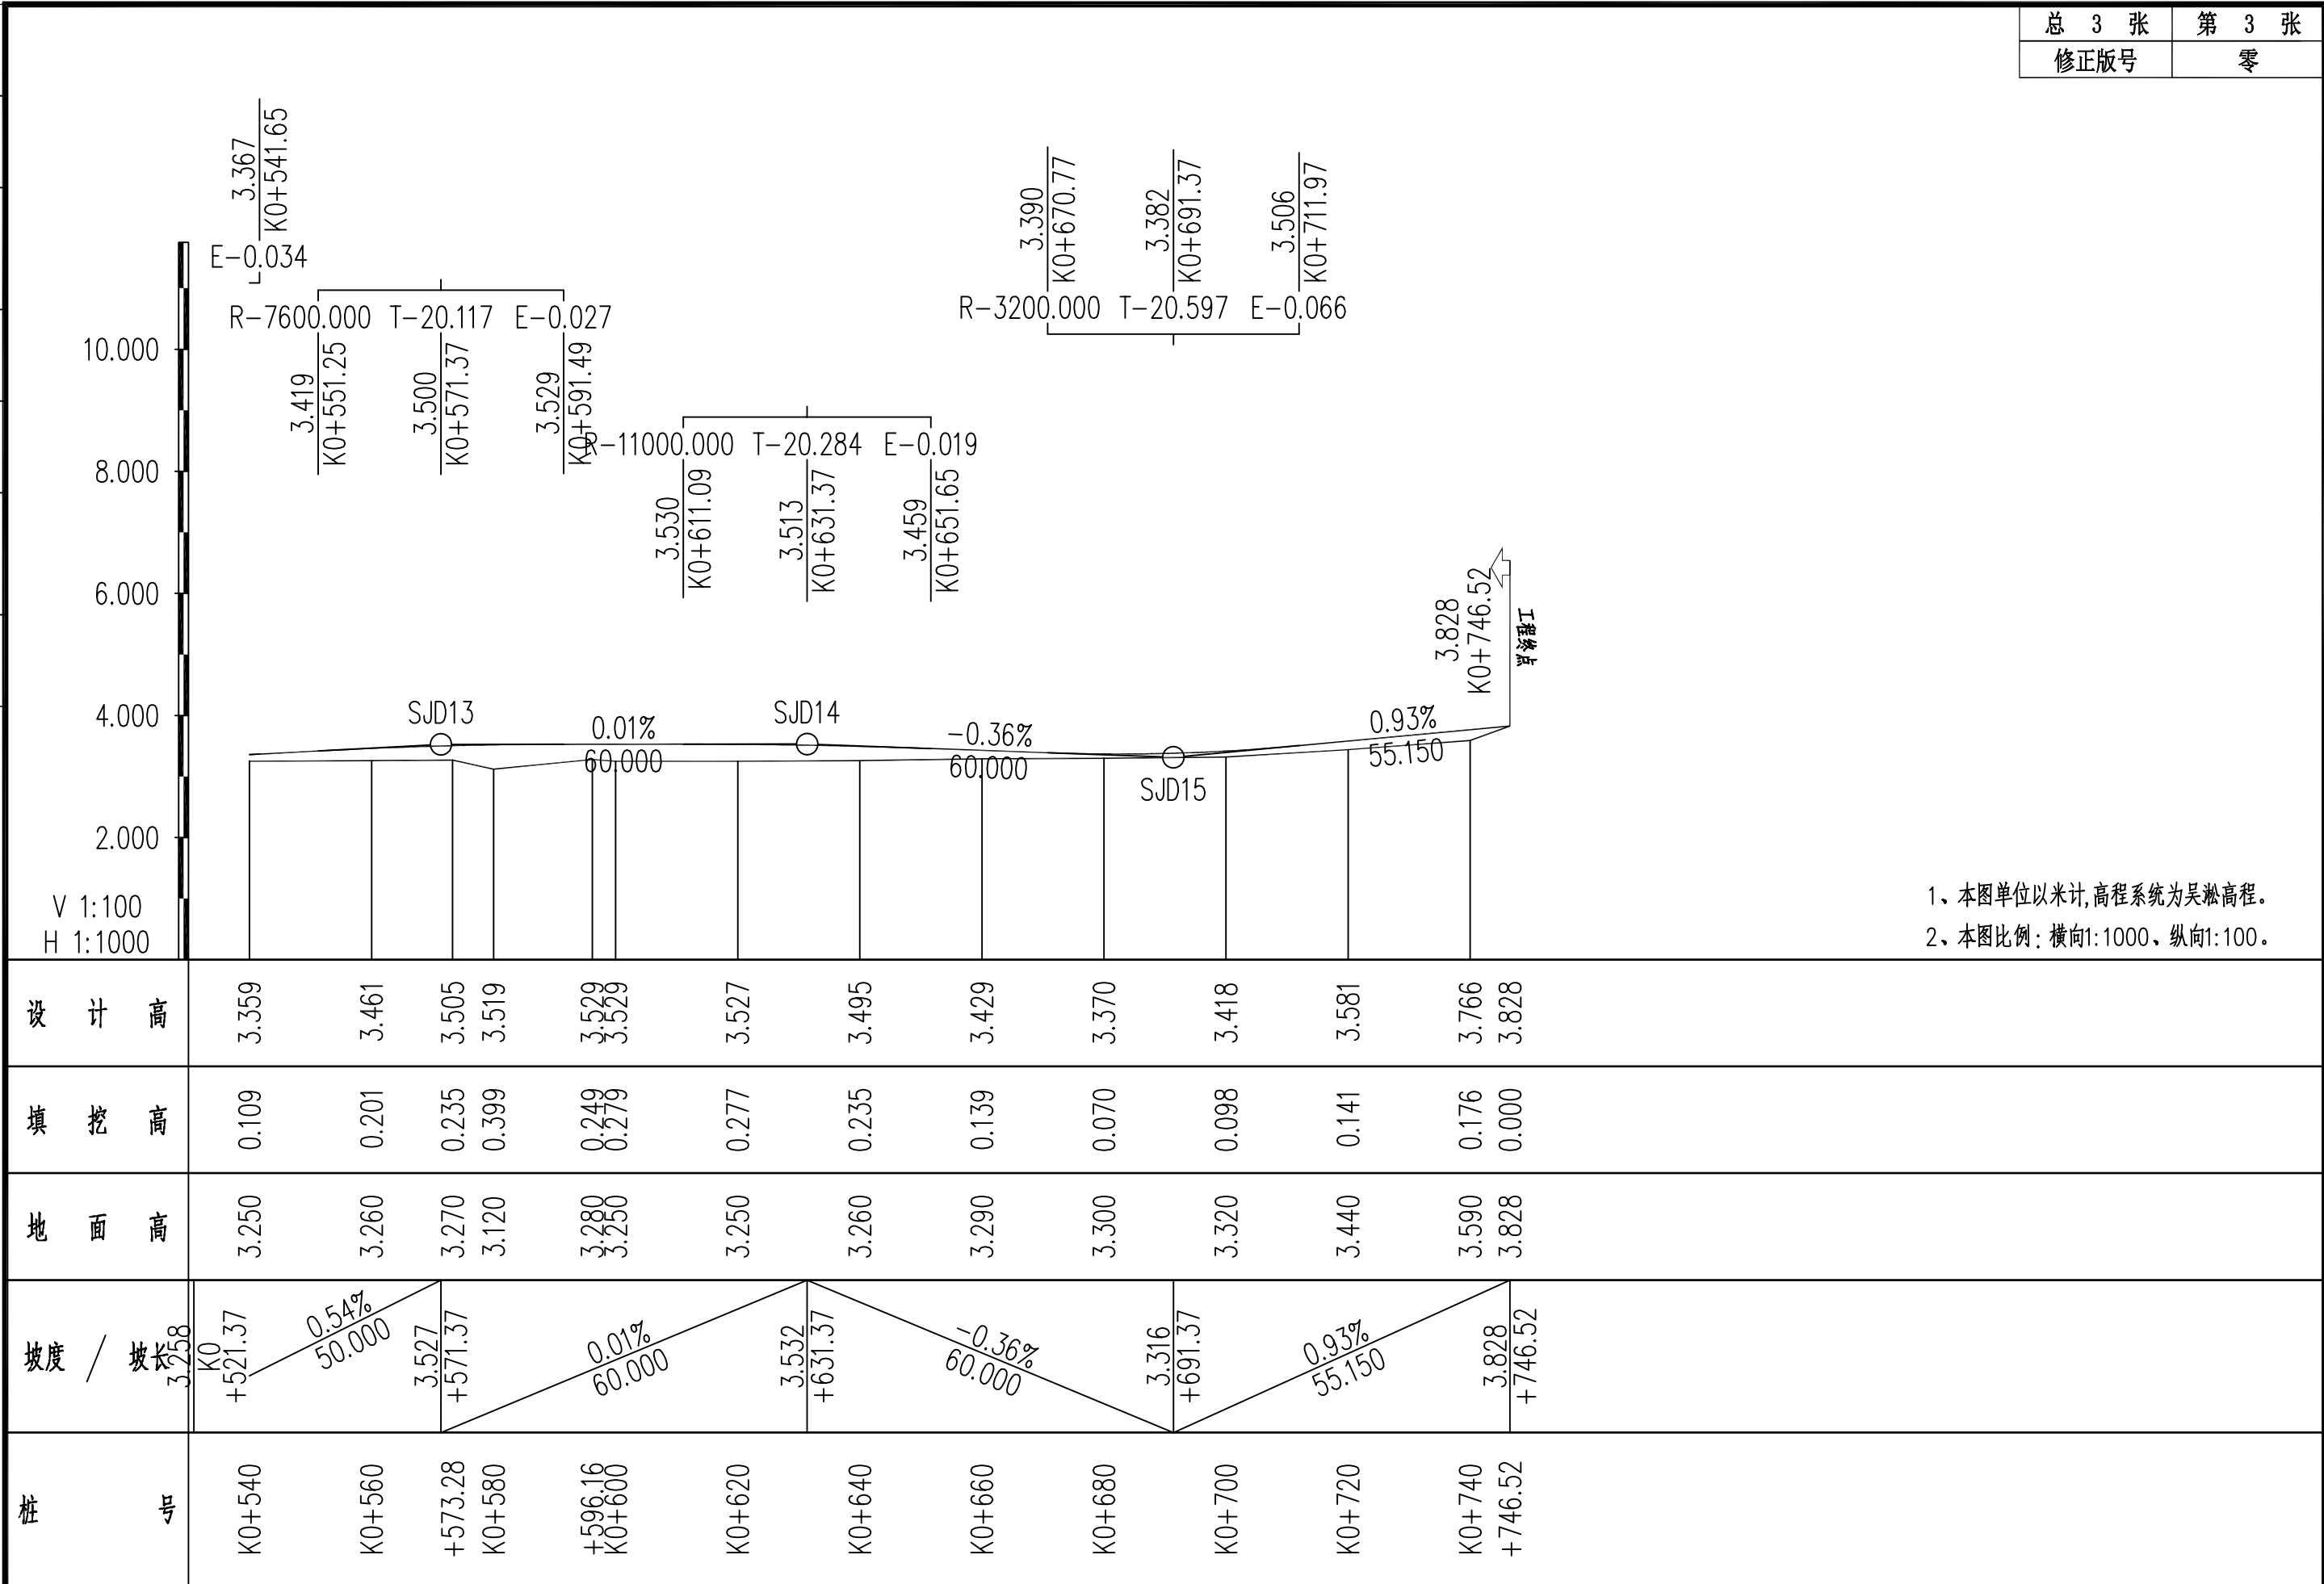 总 3 张 第 3 张
修正版号 零
3.367
K0+541.65
E-0.034
R-7600.000 T-20.117 E-0.027
3.419
K0+551.25
3.500
K0+571.37
3.529
K0+591.49
R-11000.000 T-20.284 E-0.019
3.530
K0+611.09
3.513
K0+631.37
3.459
K0+651.65
3.390
K0+670.77
3.382
K0+691.37
3.506
K0+711.97
R-3200.000 T-20.597 E-0.066
3.828
K0+746.52
工程终点
10.000
8.000
6.000
4.000
2.000
V 1:100
H 1:1000
SJD13
0.01%
60.000
SJD14
-0.36%
60.000
SJD15
0.93%
55.150
1、本图单位以米计,高程系统为吴淞高程。
2、本图比例：横向1:1000、纵向1:100。
设 计 高 3.359 3.461 3.505 3.519 3.529 3.529 3.527 3.495 3.429 3.370 3.418 3.581 3.766 3.828
填 挖 高 0.109 0.201 0.235 0.399 0.249 0.279 0.277 0.235 0.139 0.070 0.098 0.141 0.176 0.000
地 面 高 3.250 3.260 3.270 3.120 3.280 3.250 3.250 3.260 3.290 3.300 3.320 3.440 3.590 3.828
坡度 / 坡长
3.258
K0
+521.37
0.54%
50.000
3.527
+571.37
0.01%
60.000
3.532
+631.37
-0.36%
60.000
3.316
+691.37
0.93%
55.150
3.828
+746.52
桩 号 K0+540 K0+560 +573.28 K0+580 +596.16 K0+600 K0+620 K0+640 K0+660 K0+680 K0+700 K0+720 K0+740 +746.52